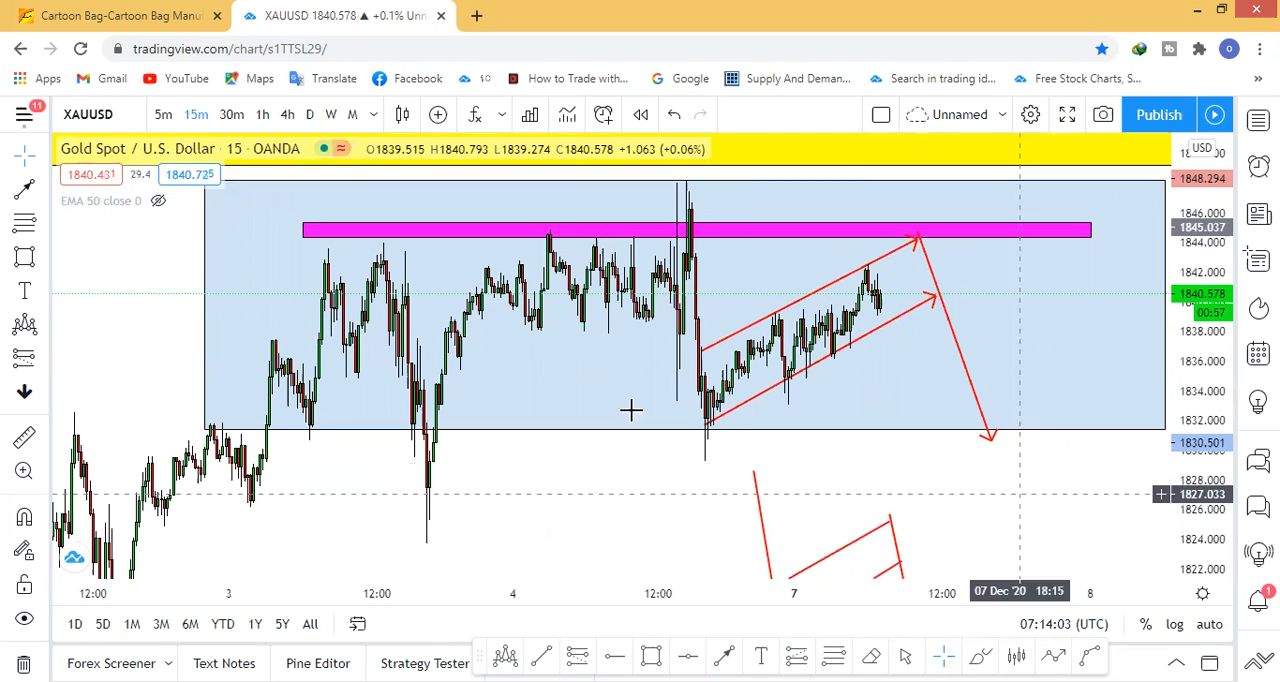 Cartoon Bag-Cartoon Bag Manu
XAUUSD 1840.578 ▲ +0.1% Unn
tradingview.com/chart/s1TTSL29/
Apps Gmail YouTube Maps Translate Facebook How to Trade with... Google Supply And Deman... Search in trading id... Free Stock Charts, S... »
11 XAUUSD 5m 15m 30m 1h 4h D W M Unnamed Publish
Gold Spot / U.S. Dollar · 15 · OANDA O1839.515 H1840.793 L1839.274 C1840.578 +1.063 (+0.06%) USD
1840.431 29.4 1840.725
EMA 50 close 0
1848.294
1846.000
1845.037
1844.000
1842.000
1840.578
00:57
1838.000
1836.000
1834.000
1832.000
1830.501
1828.000
1827.033
1826.000
1824.000
1822.000
12:00 3 12:00 4 12:00 7 12:00 07 Dec '20 18:15 8
1D 5D 1M 3M 6M YTD 1Y 5Y All 07:14:03 (UTC) % log auto
Forex Screener Text Notes Pine Editor Strategy Tester
1